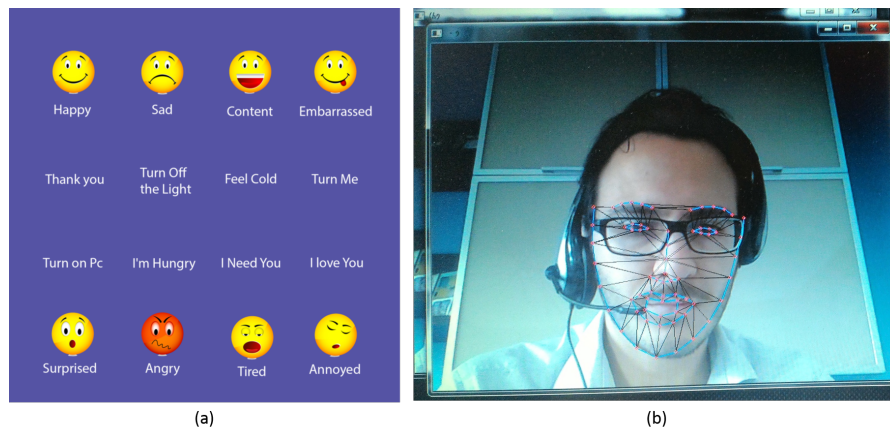 Happy Sad Content Embarrassed
Thank you Turn Off the Light Feel Cold Turn Me
Turn on Pc I'm Hungry I Need You I love You
Surprised Angry Tired Annoyed
(a) (b)